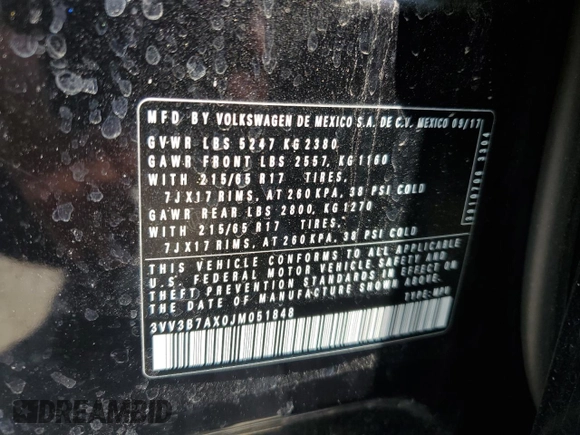 MFD BY VOLKSWAGEN DE MEXICO S.A. DE C.V. MEXICO 09/17
GVWR LBS 5247 KG 2380
GAWR FRONT LBS 2557, KG 1160
WITH 215/65 R17 TIRES,
7JX17 RIMS, AT 260 KPA, 38 PSI COLD
GAWR REAR LBS 2800, KG 1270
WITH 215/65 R17 TIRES,
7JX17 RIMS, AT 260 KPA, 38 PSI COLD
THIS VEHICLE CONFORMS TO ALL APPLICABLE
U.S. FEDERAL MOTOR VEHICLE SAFETY AND
THEFT PREVENTION STANDARDS IN EFFECT ON
THE DATE OF MANUFACTURE SHOWN ABOVE.
3VV3B7AX0JM051848 TYPE:
DREAMBID